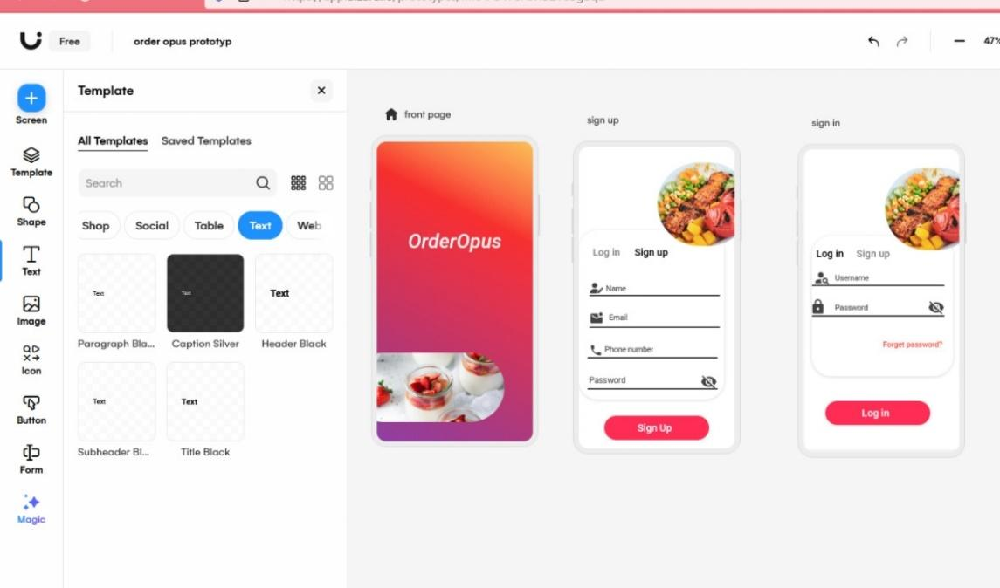 Free
order opus prototyp
47%
Screen
Template
Shape
Text
Image
Icon
Button
Form
Magic
Template
All Templates Saved Templates
Search
Shop Social Table Text Web
Text Text Text
Paragraph Bla... Caption Silver Header Black
Text Text
Subheader Bl... Title Black
front page
OrderOpus
sign up
Log in Sign up
Name
Email
Phone number
Password
Sign Up
sign in
Log in Sign up
Username
Password
Forget password?
Log in